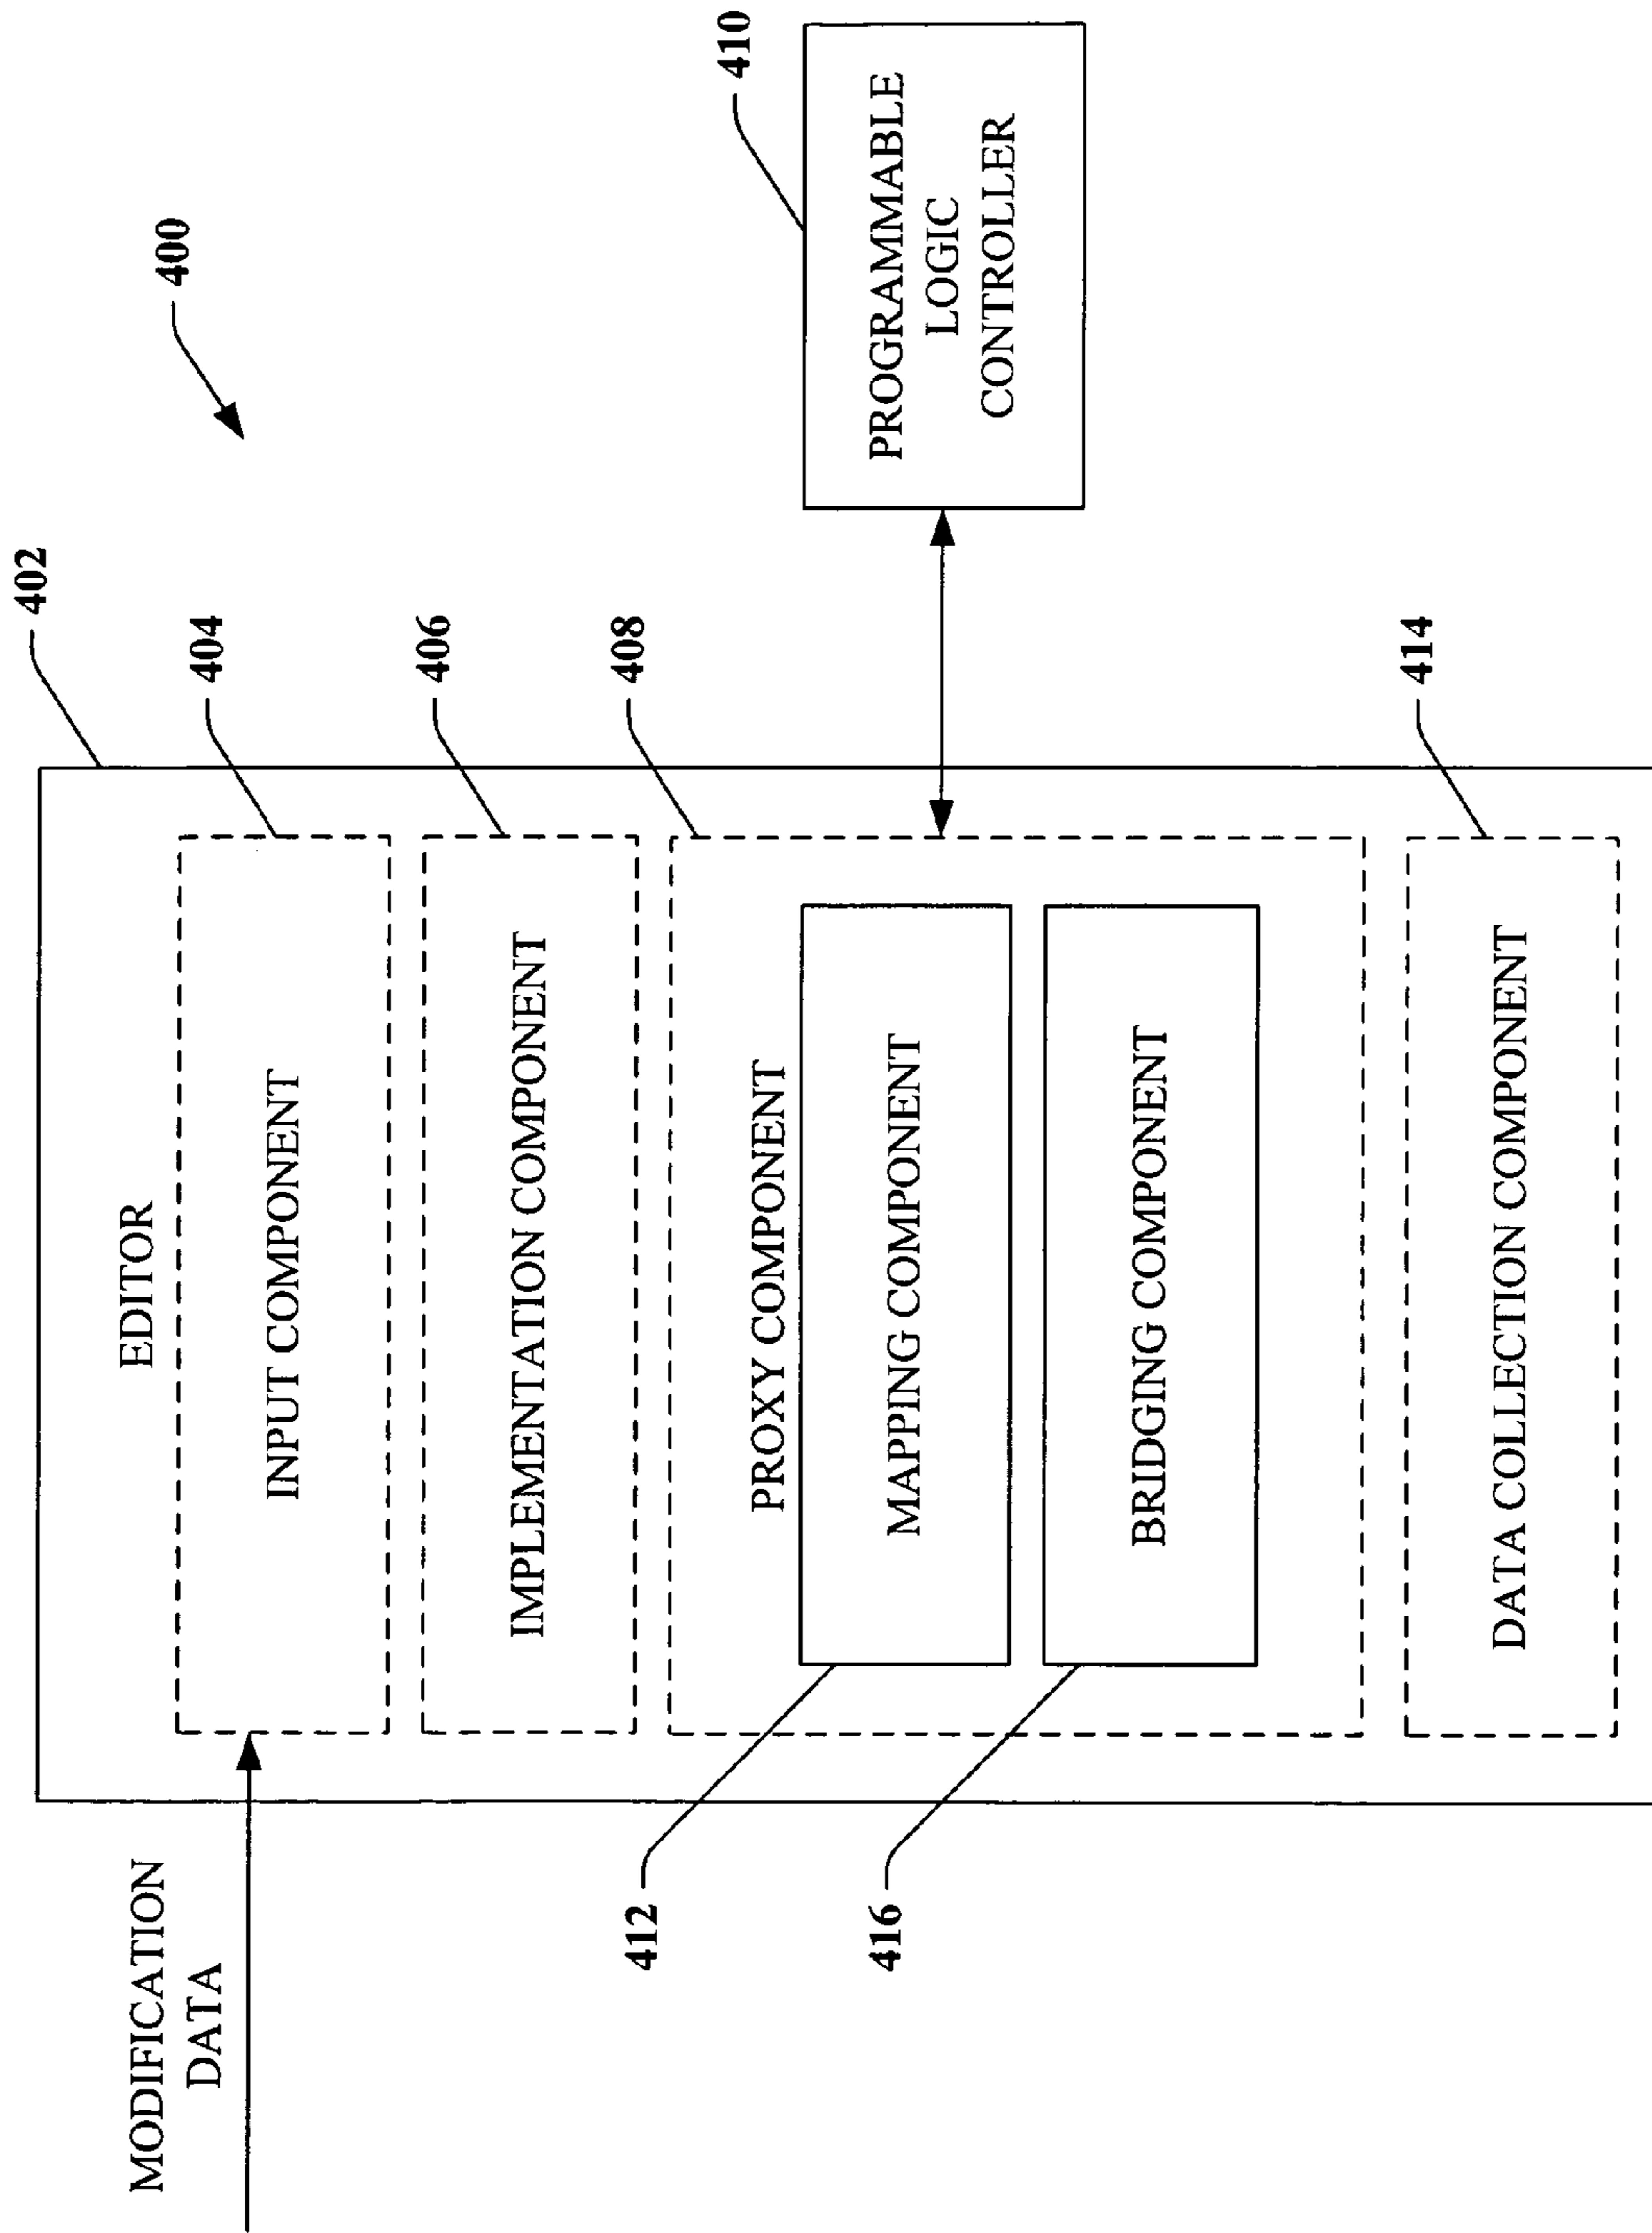 400
402
EDITOR
MODIFICATION
DATA
404
INPUT COMPONENT
406
IMPLEMENTATION COMPONENT
408
PROXY COMPONENT
410
PROGRAMMABLE
LOGIC
CONTROLLER
412
MAPPING COMPONENT
416
BRIDGING COMPONENT
414
DATA COLLECTION COMPONENT